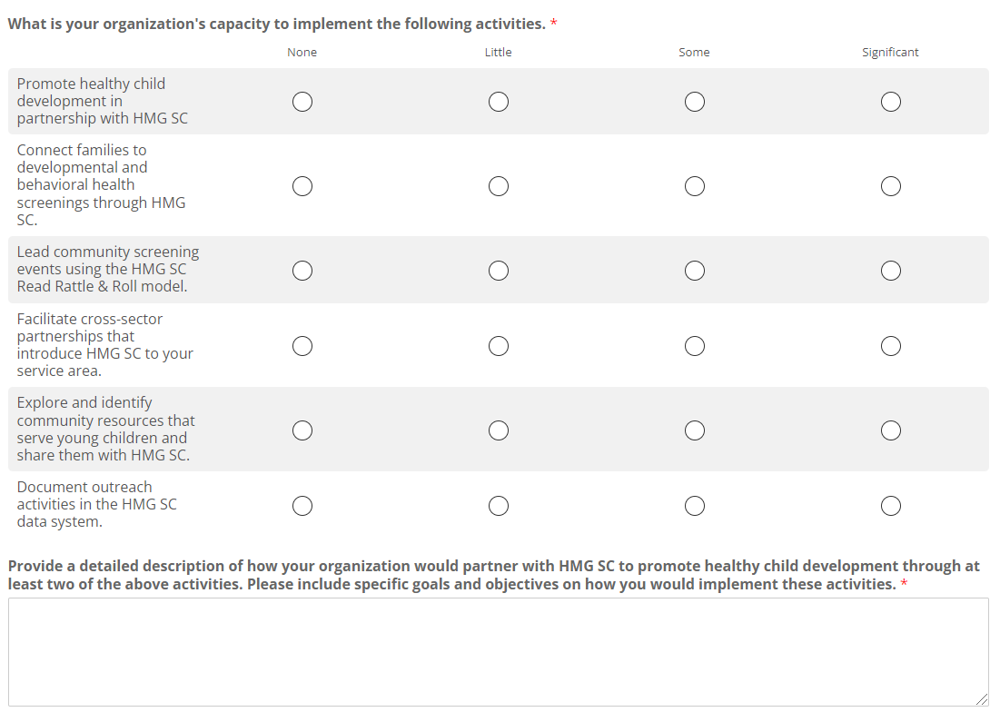 What is your organization's capacity to implement the following activities. *
None Little Some Significant
Promote healthy child
development in
partnership with HMG SC
Connect families to
developmental and
behavioral health
screenings through HMG
SC.
Lead community screening
events using the HMG SC
Read Rattle & Roll model.
Facilitate cross-sector
partnerships that
introduce HMG SC to your
service area.
Explore and identify
community resources that
serve young children and
share them with HMG SC.
Document outreach
activities in the HMG SC
data system.
Provide a detailed description of how your organization would partner with HMG SC to promote healthy child development through at
least two of the above activities. Please include specific goals and objectives on how you would implement these activities. *